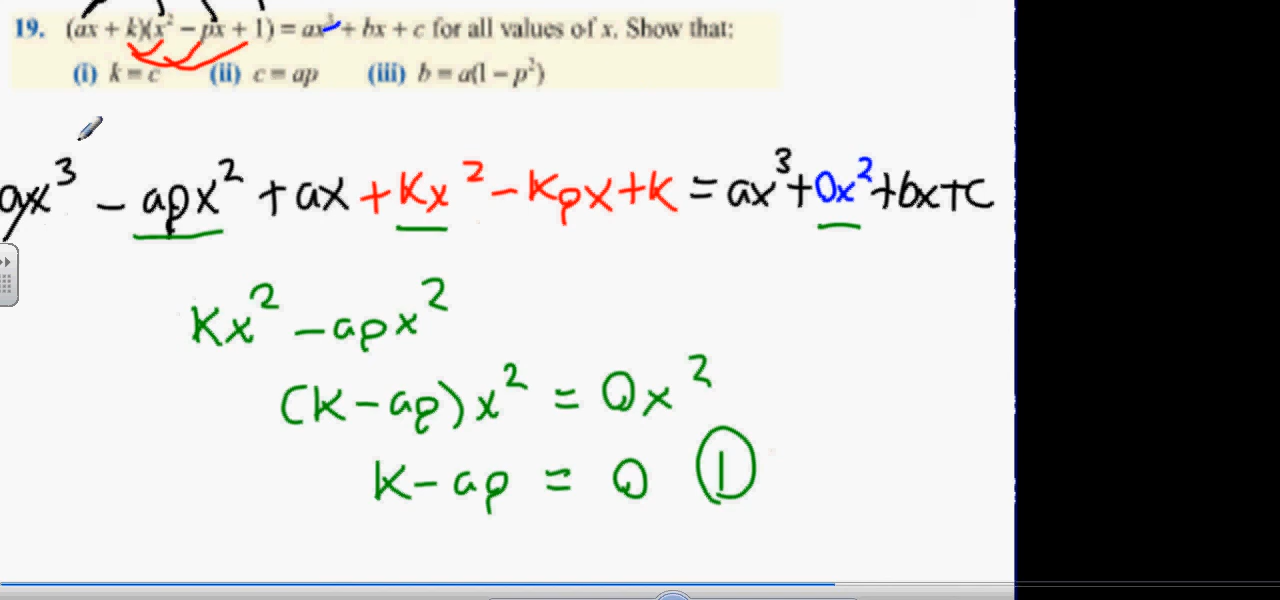 19. (ax + k)(x² − px + 1) = ax³ + bx + c for all values of x. Show that:
(i) k = c (ii) c = ap (iii) b = a(1 − p²)
ax³ − apx² + ax + Kx² − Kpx + K = ax³ + 0x² + bx + c
Kx² − apx²
(K − ap)x² = 0x²
K − ap = 0 ①